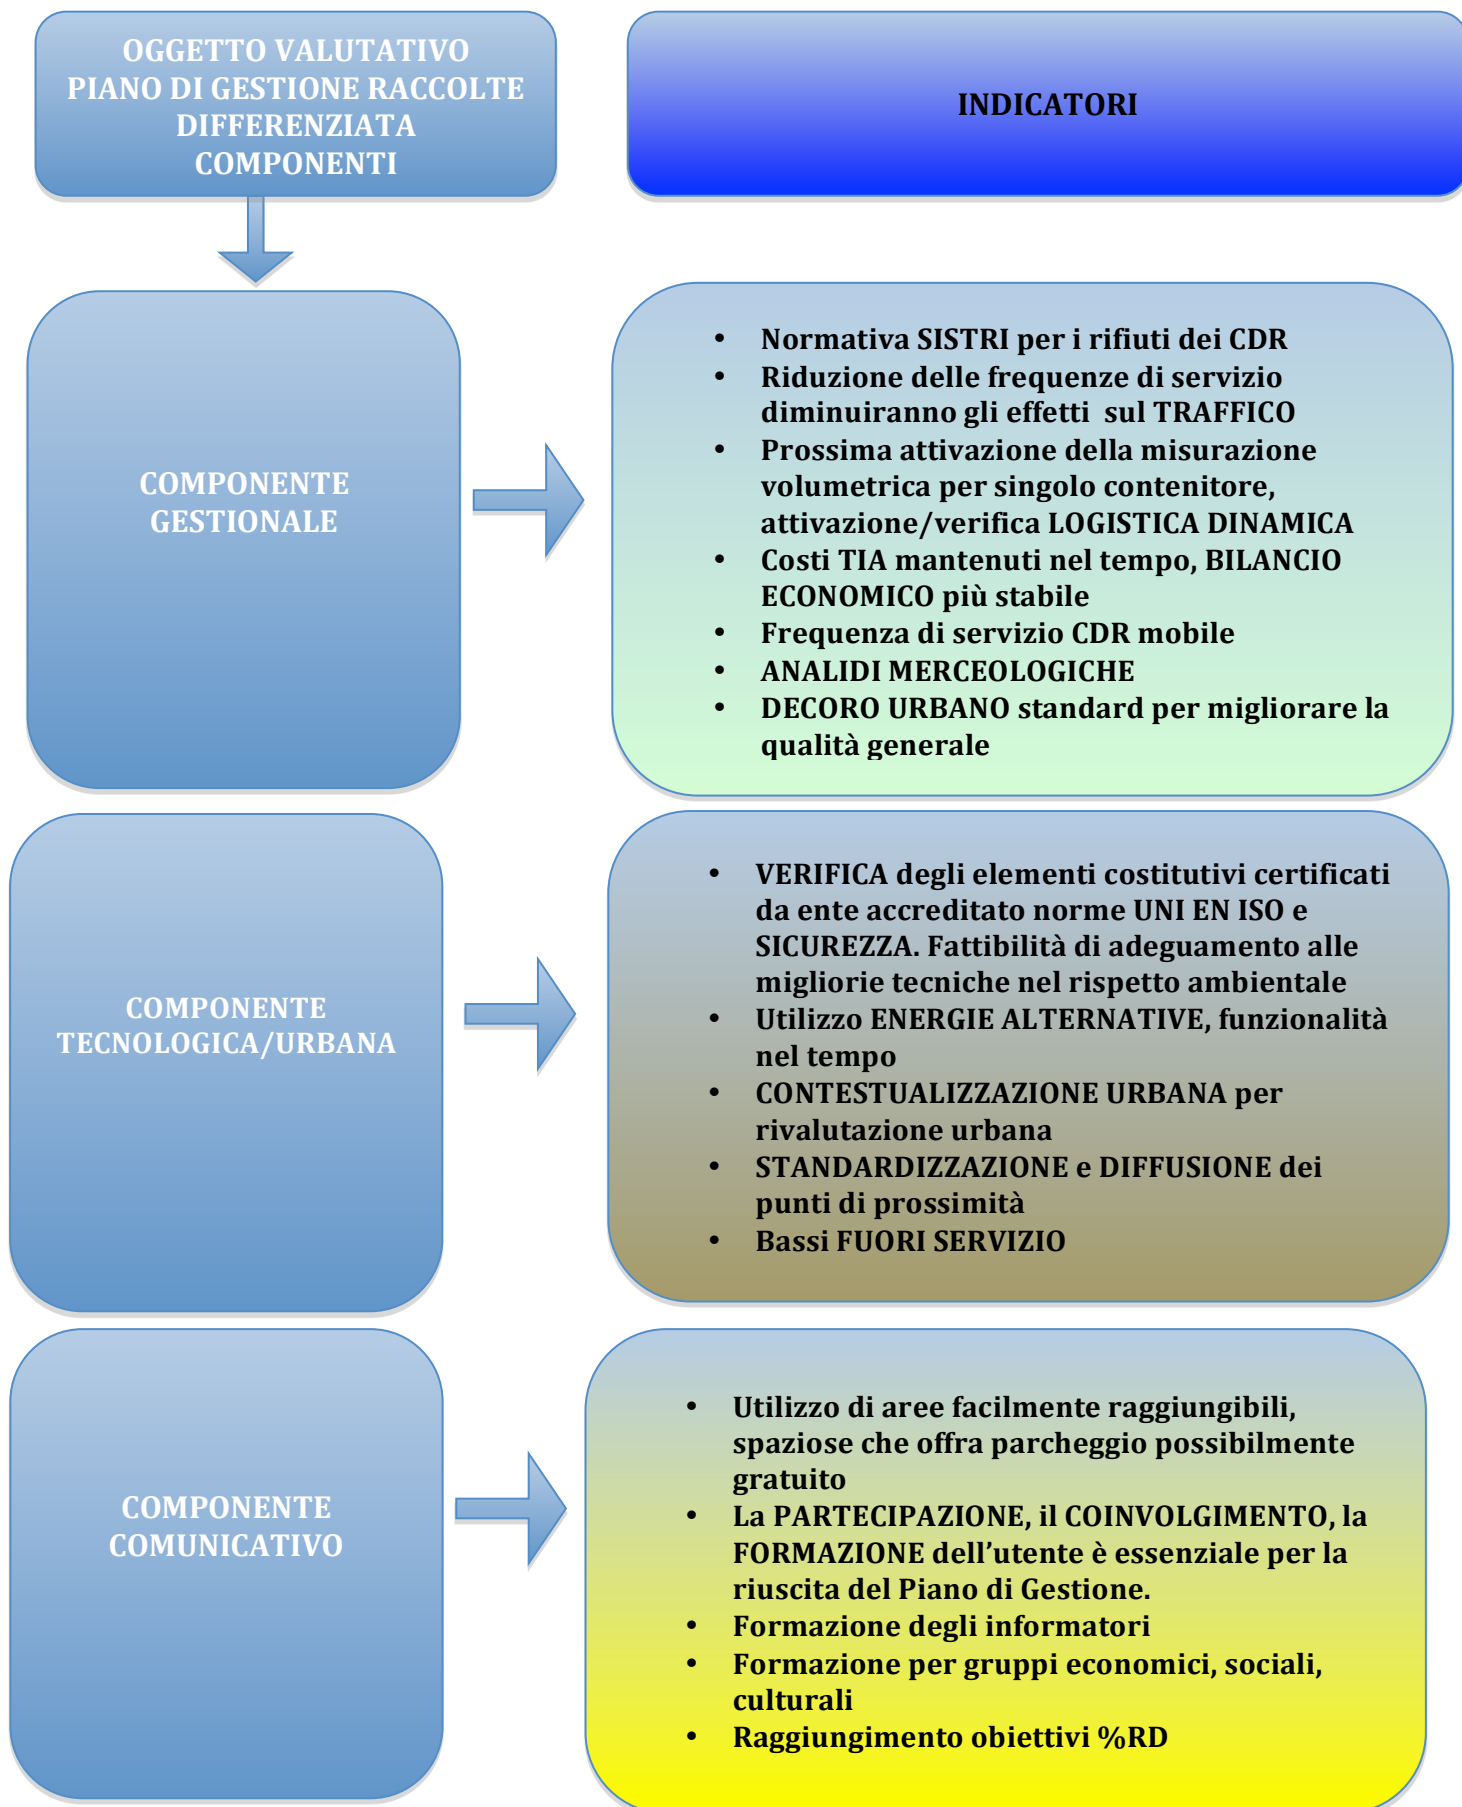 OGGETTO VALUTATIVO
PIANO DI GESTIONE RACCOLTE
DIFFERENZIATA
COMPONENTI
INDICATORI
COMPONENTE
GESTIONALE
• Normativa SISTRI per i rifiuti dei CDR
• Riduzione delle frequenze di servizio
diminuiranno gli effetti sul TRAFFICO
• Prossima attivazione della misurazione
volumetrica per singolo contenitore,
attivazione/verifica LOGISTICA DINAMICA
• Costi TIA mantenuti nel tempo, BILANCIO
ECONOMICO più stabile
• Frequenza di servizio CDR mobile
• ANALIDI MERCEOLOGICHE
• DECORO URBANO standard per migliorare la
qualità generale
COMPONENTE
TECNOLOGICA/URBANA
• VERIFICA degli elementi costitutivi certificati
da ente accreditato norme UNI EN ISO e
SICUREZZA. Fattibilità di adeguamento alle
migliorie tecniche nel rispetto ambientale
• Utilizzo ENERGIE ALTERNATIVE, funzionalità
nel tempo
• CONTESTUALIZZAZIONE URBANA per
rivalutazione urbana
• STANDARDIZZAZIONE e DIFFUSIONE dei
punti di prossimità
• Bassi FUORI SERVIZIO
COMPONENTE
COMUNICATIVO
• Utilizzo di aree facilmente raggiungibili,
spaziose che offra parcheggio possibilmente
gratuito
• La PARTECIPAZIONE, il COINVOLGIMENTO, la
FORMAZIONE dell’utente è essenziale per la
riuscita del Piano di Gestione.
• Formazione degli informatori
• Formazione per gruppi economici, sociali,
culturali
• Raggiungimento obiettivi %RD